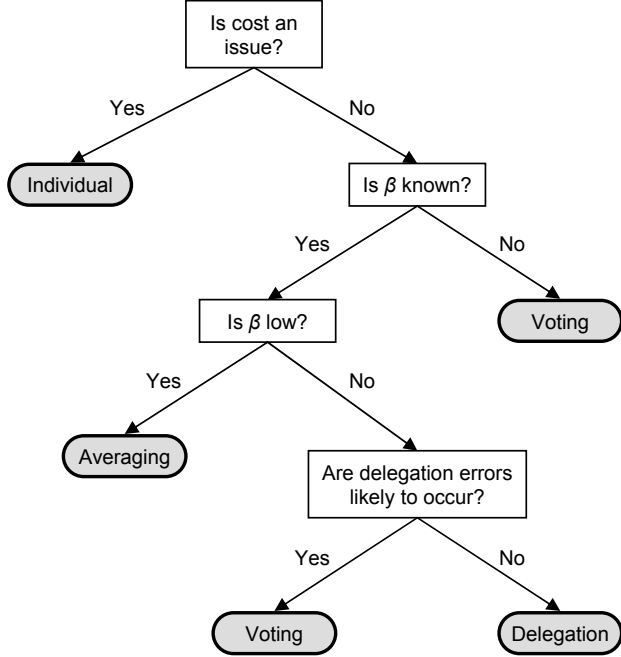 Is cost an
issue?
Yes
No
Individual
Is β known?
Yes
No
Is β low?
Voting
Yes
No
Averaging
Are delegation errors
likely to occur?
Yes
No
Voting
Delegation